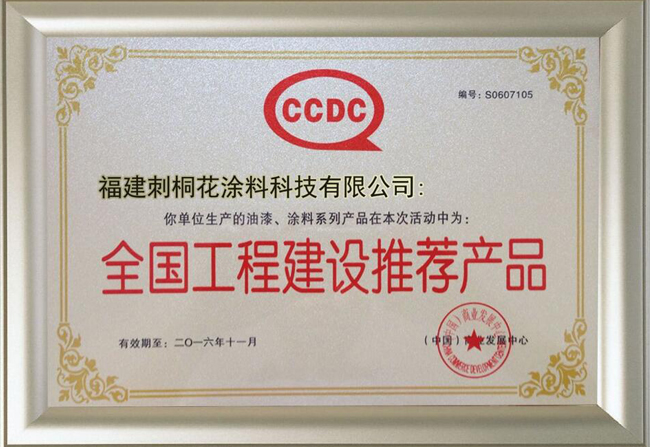 CCDC
编号：S0607105
福建刺桐花涂料科技有限公司：
你单位生产的油漆、涂料系列产品在本次活动中为：
全国工程建设推荐产品
有效期至：二〇一六年十一月
（中国）商业发展中心